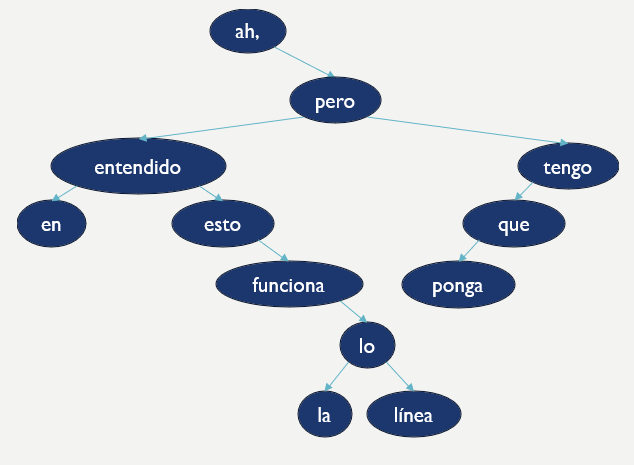 ah,
pero
entendido
tengo
en
esto
que
funciona
ponga
lo
la
línea